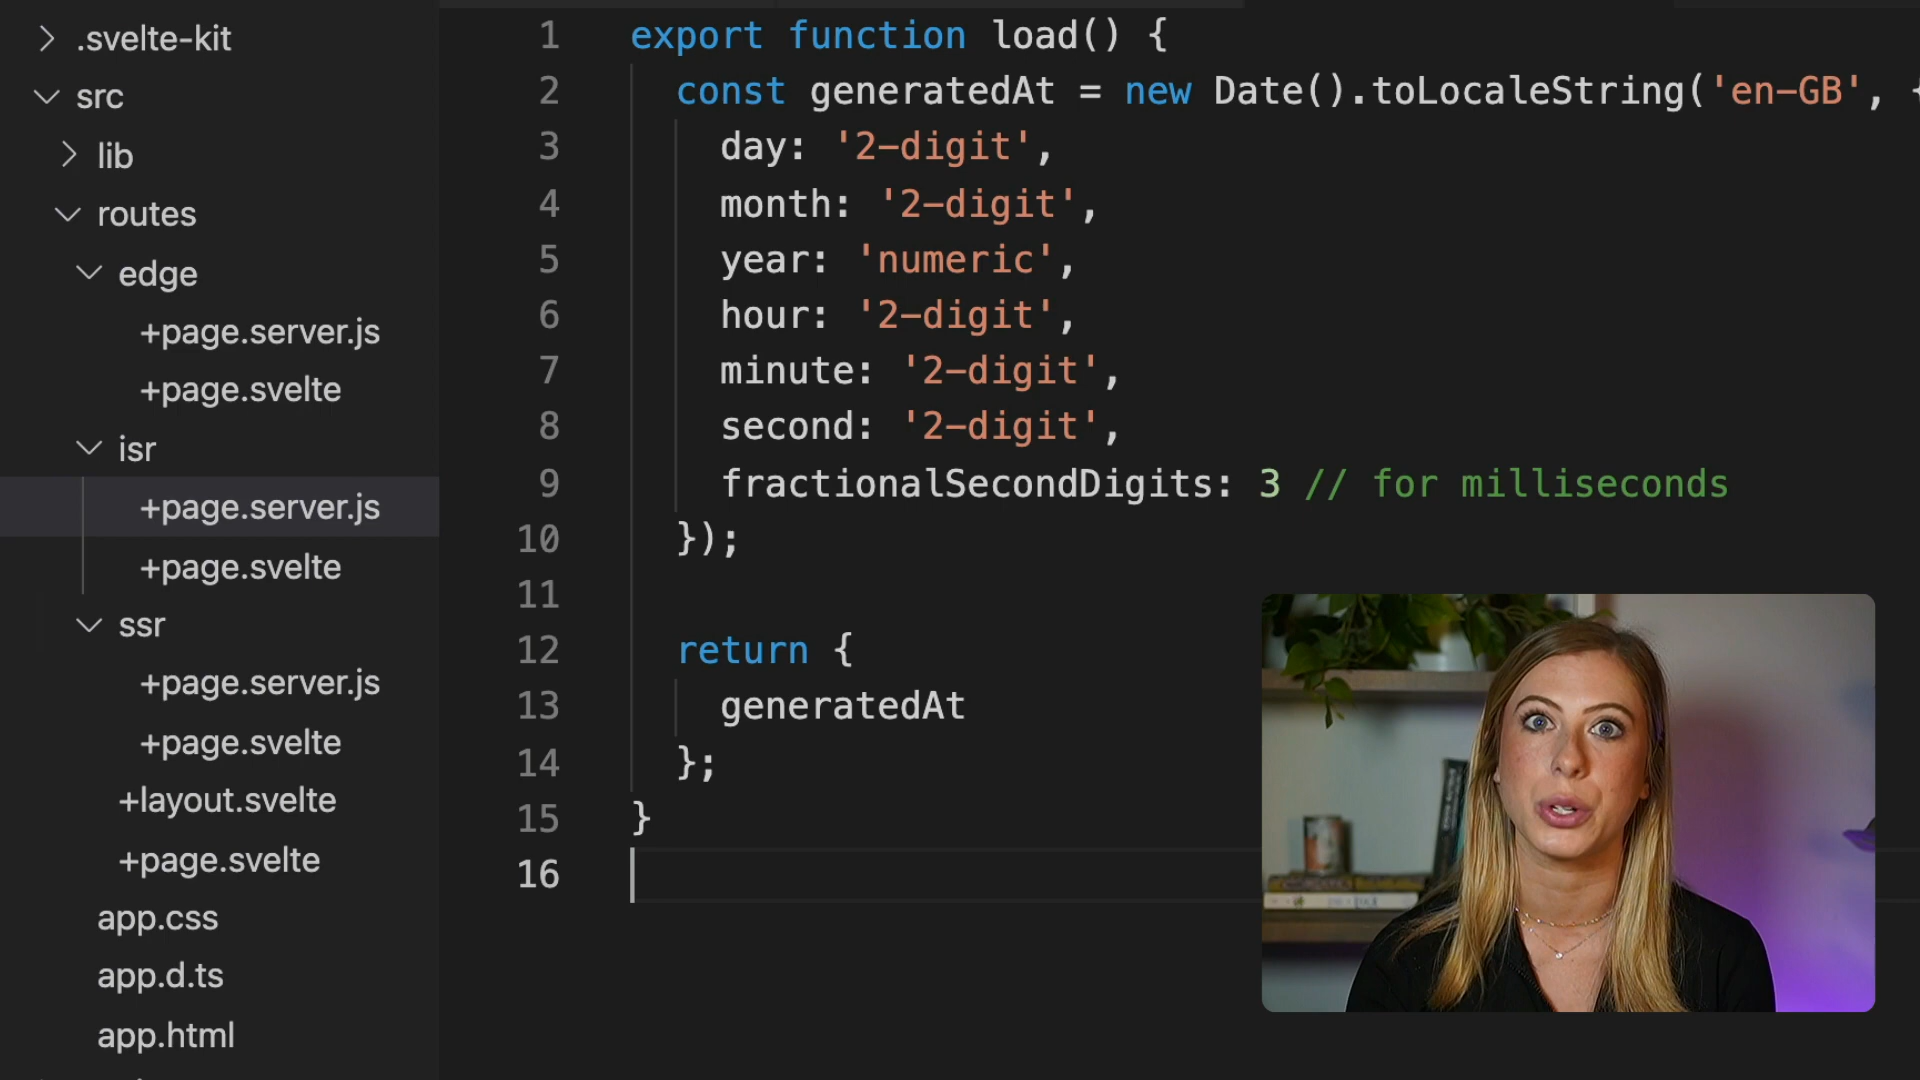 .svelte-kit
src
lib
routes
edge
+page.server.js
+page.svelte
isr
+page.server.js
+page.svelte
ssr
+page.server.js
+page.svelte
+layout.svelte
+page.svelte
app.css
app.d.ts
app.html
1 export function load() {
2 const generatedAt = new Date().toLocaleString('en-GB', {
3 day: '2-digit',
4 month: '2-digit',
5 year: 'numeric',
6 hour: '2-digit',
7 minute: '2-digit',
8 second: '2-digit',
9 fractionalSecondDigits: 3 // for milliseconds
10 });
11
12 return {
13 generatedAt
14 };
15 }
16